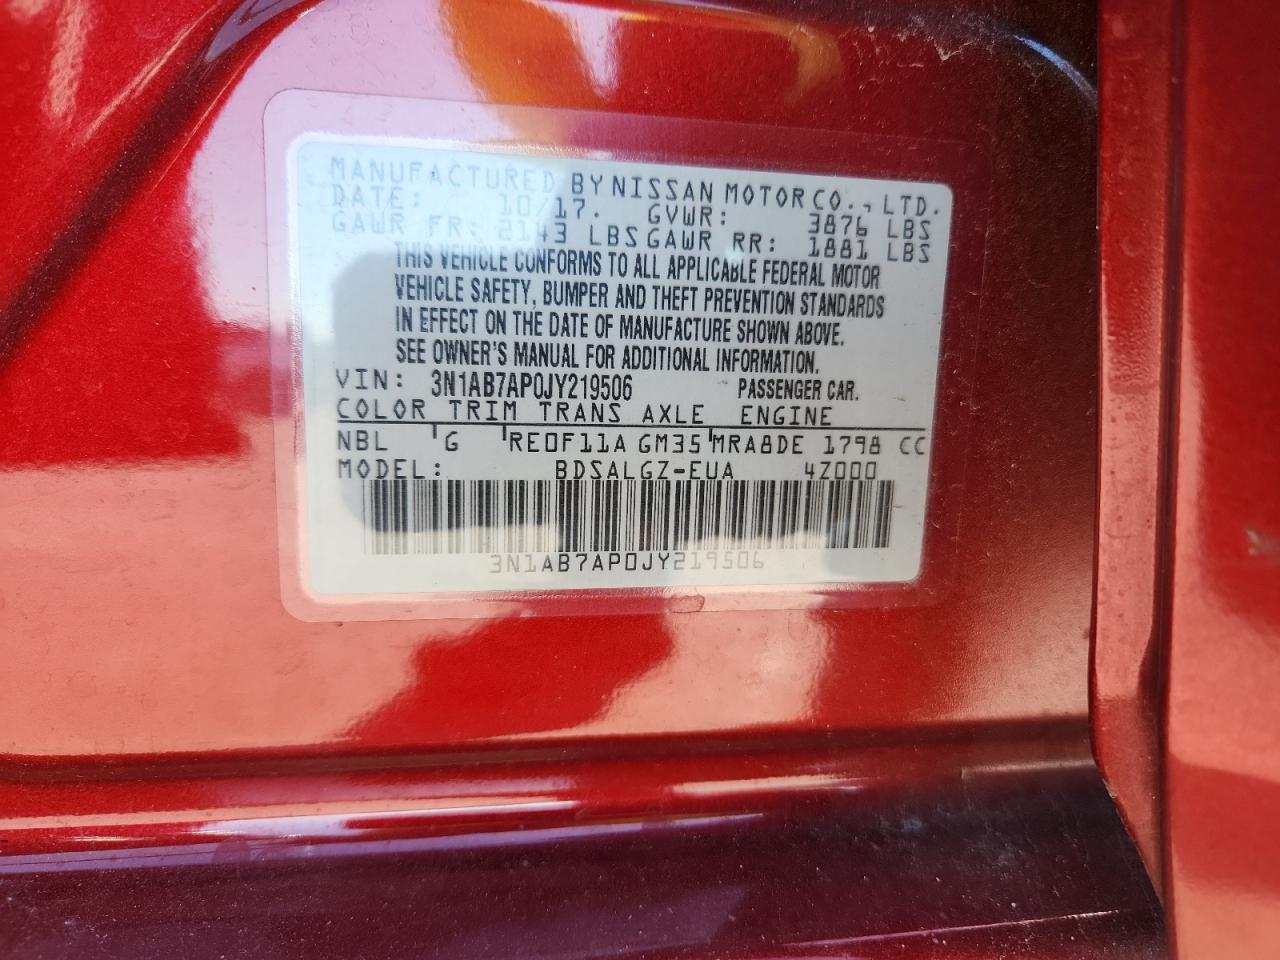 MANUFACTURED BY NISSAN MOTOR CO., LTD.
DATE: 10/17. GVWR: 3876 LBS
GAWR FR: 2143 LBS GAWR RR: 1881 LBS
THIS VEHICLE CONFORMS TO ALL APPLICABLE FEDERAL MOTOR
VEHICLE SAFETY, BUMPER AND THEFT PREVENTION STANDARDS
IN EFFECT ON THE DATE OF MANUFACTURE SHOWN ABOVE.
SEE OWNER'S MANUAL FOR ADDITIONAL INFORMATION.
VIN: 3N1AB7AP0JY219506 PASSENGER CAR.
COLOR TRIM TRANS AXLE ENGINE
NBL G RE0F11A GM35 MRA8DE 1798 CC
MODEL: BDSALGZ-EUA 4Z000
3N1AB7AP0JY219506